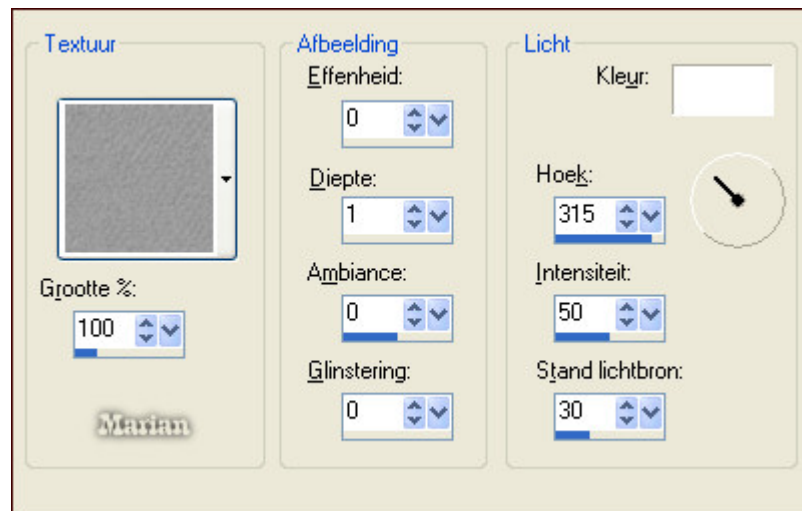 Textuur
Grootte %:
100
Marian
Afbeelding
Effenheid:
0
Diepte:
1
Ambiance:
0
Glinstering:
0
Licht
Kleur:
Hoek:
315
Intensiteit:
50
Stand lichtbron:
30